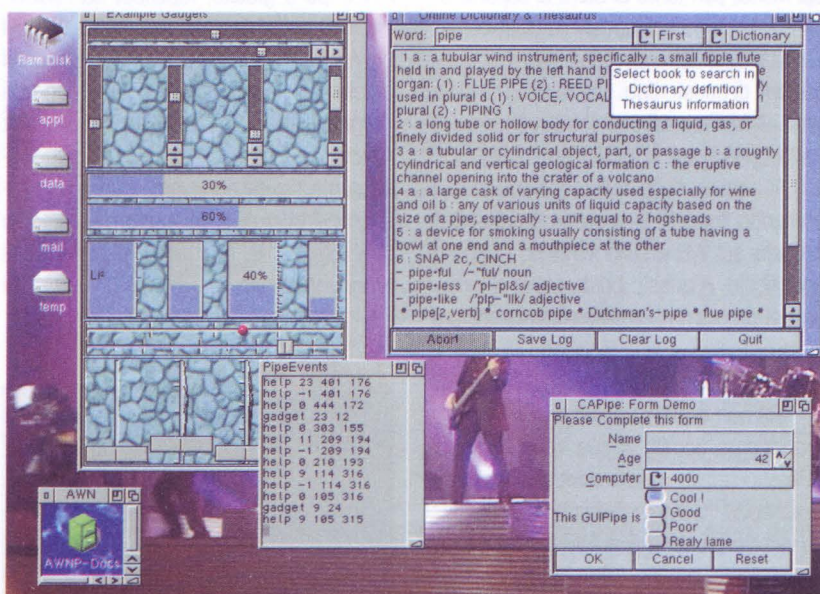 EXample Gadgets
Ram Disk
appl
data
mail
temp
30%
60%
LF
40%
Online Dictionary & Thesaurus
Word: pipe
First
Dictionary
1 a : a tubular wind instrument, specifically : a small fipple flute
held in and played by the left hand b
Select book to search in
Dictionary definition
Thesaurus information
organ: (1) : FLUE PIPE (2) : REED PI
used in plural d (1) : VOICE, VOCAL
plural (2) : PIPING 1
2 : a long tube or hollow body for conducting a liquid, gas, or
finely divided solid or for structural purposes
3 a : a tubular or cylindrical object, part, or passage b : a roughly
cylindrical and vertical geological formation c : the eruptive
channel opening into the crater of a volcano
4 a : a large cask of varying capacity used especially for wine
and oil b : any of various units of liquid capacity based on the
size of a pipe, especially : a unit equal to 2 hogsheads
5 : a device for smoking usually consisting of a tube having a
bowl at one end and a mouthpiece at the other
6 : SNAP 2c, CINCH
- pipe•ful /-"ful/ noun
- pipe•less /'pI-pl&s/ adjective
- pipe•like /'pIp-"lIk/ adjective
* pipe[2,verb] * corncob pipe * Dutchman's-pipe * flue pipe *
Abort
Save Log
Clear Log
Quit
PipeEvents
help 23 401 176
help -1 401 176
help 0 444 172
gadget 23 12
help 0 303 155
help 11 209 194
help -1 209 194
help 0 210 193
help 9 114 316
help -1 114 316
help 0 105 316
gadget 9 24
help 9 105 315
AWN
AWNP-Docs
CAPipe: Form Demo
Please Complete this form
Name
Age 42
Computer 4000
This GUIPipe is
Cool !
Good
Poor
Realy lame
OK
Cancel
Reset